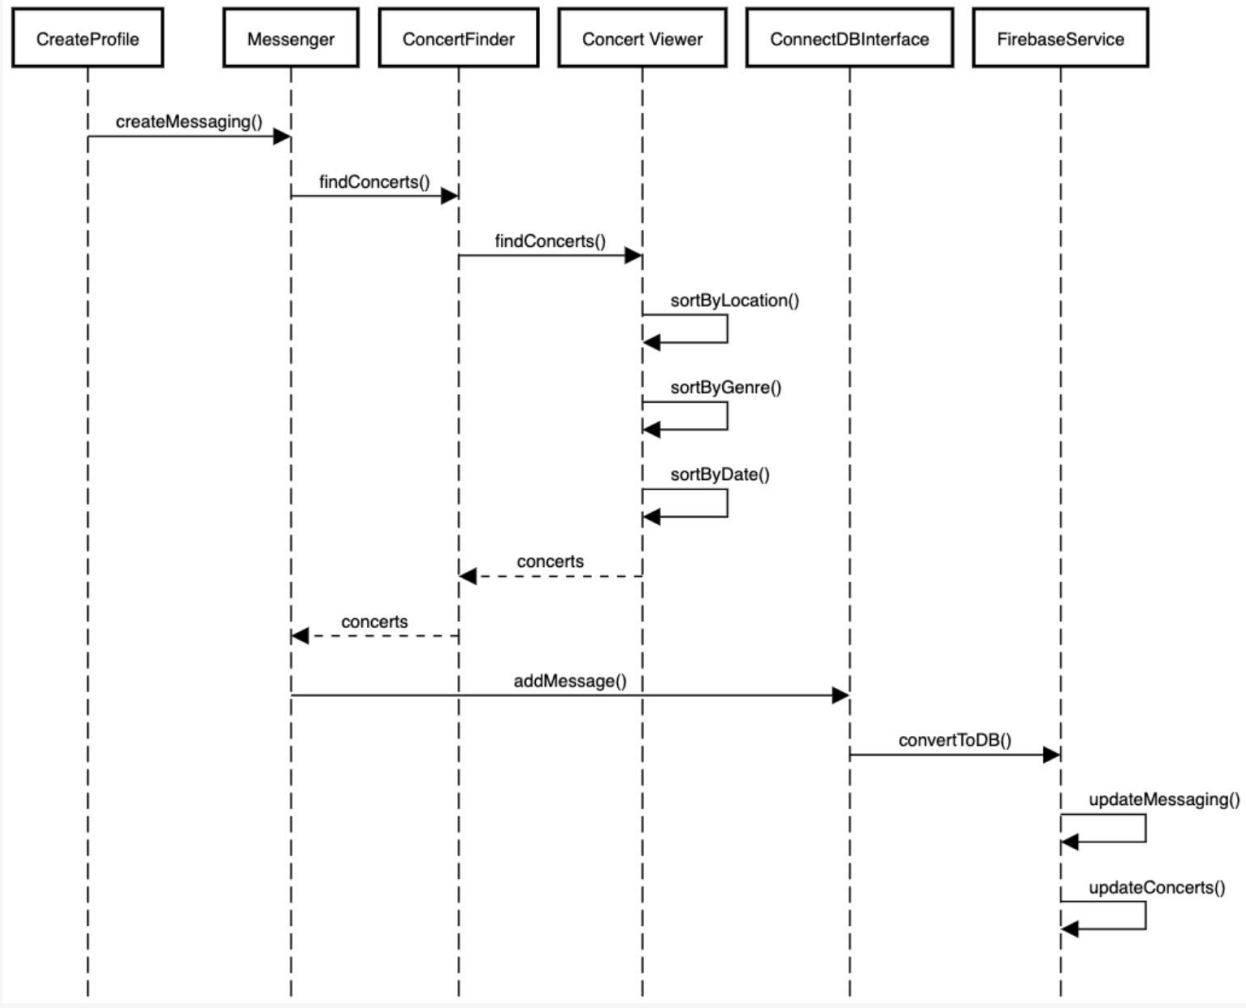 CreateProfile
Messenger
ConcertFinder
Concert Viewer
ConnectDBInterface
FirebaseService
createMessaging()
findConcerts()
findConcerts()
sortByLocation()
sortByGenre()
sortByDate()
concerts
concerts
addMessage()
convertToDB()
updateMessaging()
updateConcerts()